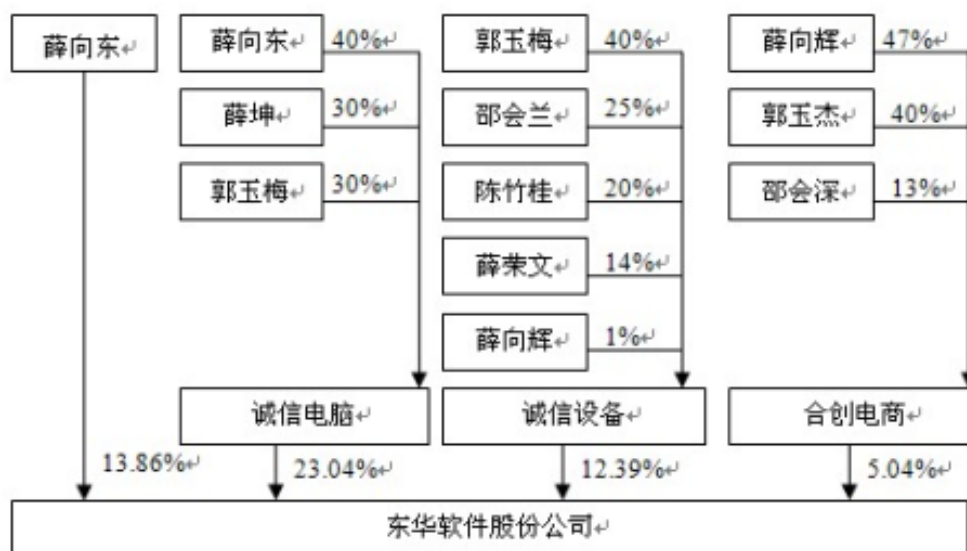 薛向东 薛向东 40% 郭玉梅 40% 薛向辉 47%
薛坤 30% 邵会兰 25% 郭玉杰 40%
郭玉梅 30% 陈竹桂 20% 邵会深 13%
薛荣文 14%
薛向辉 1%
诚信电脑 诚信设备 合创电商
13.86% 23.04% 12.39% 5.04%
东华软件股份公司